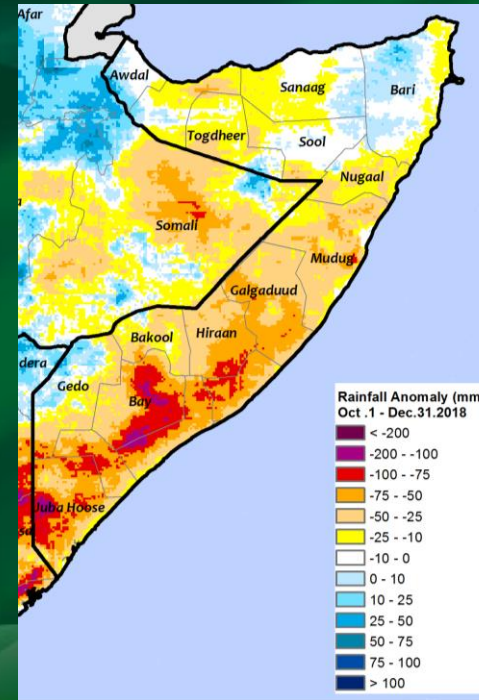 Afar
Awdal
Sanaag
Bari
Togdheer
Sool
Nugaal
Somali
Mudug
Galgaduud
Hiraan
Bakool
dera
Gedo
Bay
Juba Hoose
Rainfall Anomaly (mm
Oct .1 - Dec.31.2018
< -200
-200 - -100
-100 - -75
-75 - -50
-50 - -25
-25 - -10
-10 - 0
0 - 10
10 - 25
25 - 50
50 - 75
75 - 100
> 100